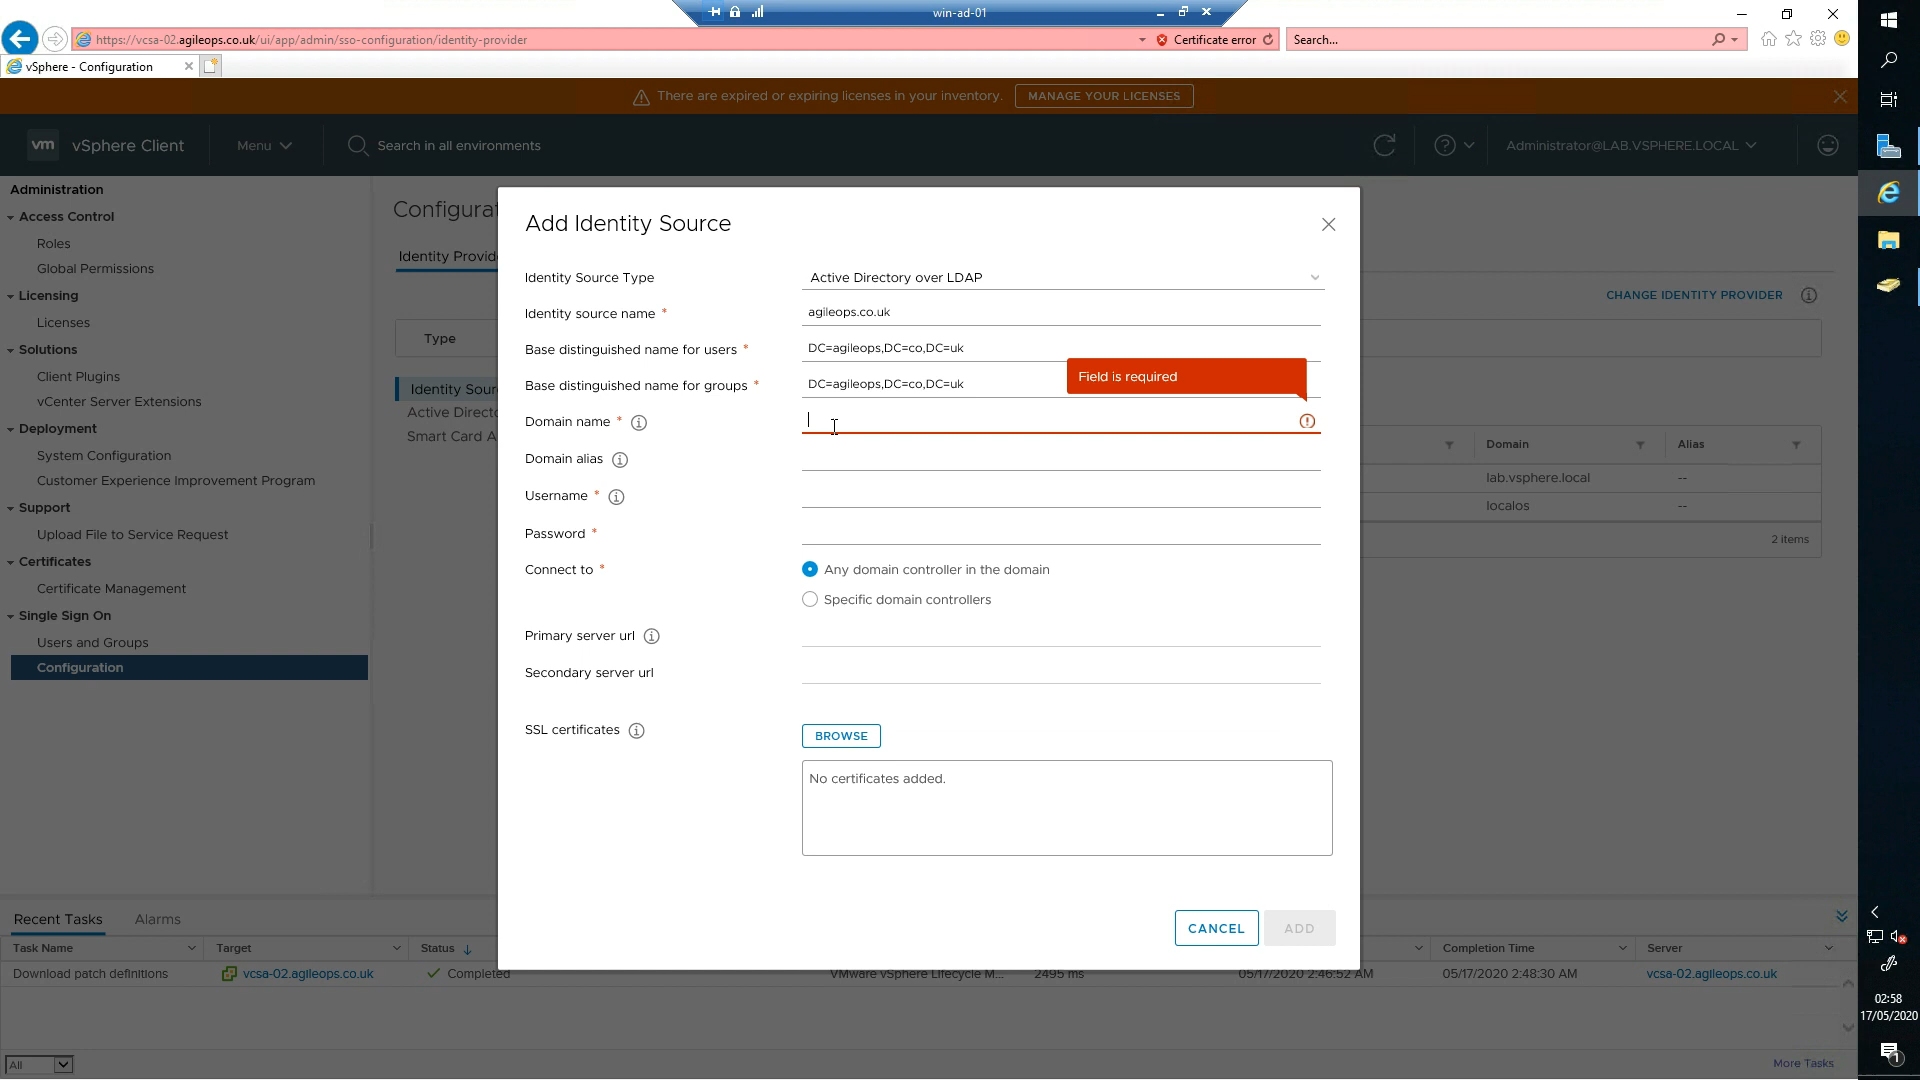 win-ad-01
https://vcsa-02.agileops.co.uk/ui/app/admin/sso-configuration/identity-provider
Certificate error
Search...
vSphere - Configuration
There are expired or expiring licenses in your inventory.
MANAGE YOUR LICENSES
vm
vSphere Client
Menu
Search in all environments
Administrator@LAB.VSPHERE.LOCAL
Administration
Access Control
Roles
Global Permissions
Licensing
Licenses
Solutions
Client Plugins
vCenter Server Extensions
Deployment
System Configuration
Customer Experience Improvement Program
Support
Upload File to Service Request
Certificates
Certificate Management
Single Sign On
Users and Groups
Configuration
Configurat
Identity Provide
CHANGE IDENTITY PROVIDER
Type
Identity Sour
Active Directo
Smart Card A
Domain
Alias
lab.vsphere.local
--
localos
--
2 items
Add Identity Source
Identity Source Type
Active Directory over LDAP
Identity source name *
agileops.co.uk
Base distinguished name for users *
DC=agileops,DC=co,DC=uk
Base distinguished name for groups *
DC=agileops,DC=co,DC=uk
Field is required
Domain name *
Domain alias
Username *
Password *
Connect to *
Any domain controller in the domain
Specific domain controllers
Primary server url
Secondary server url
SSL certificates
BROWSE
No certificates added.
CANCEL
ADD
Recent Tasks
Alarms
Task Name
Target
Status
Completion Time
Server
Download patch definitions
vcsa-02.agileops.co.uk
Completed
VMware vSphere Lifecycle M...
2495 ms
05/17/2020 2:46:52 AM
05/17/2020 2:48:30 AM
vcsa-02.agileops.co.uk
All
More Tasks
02:58
17/05/2020
1